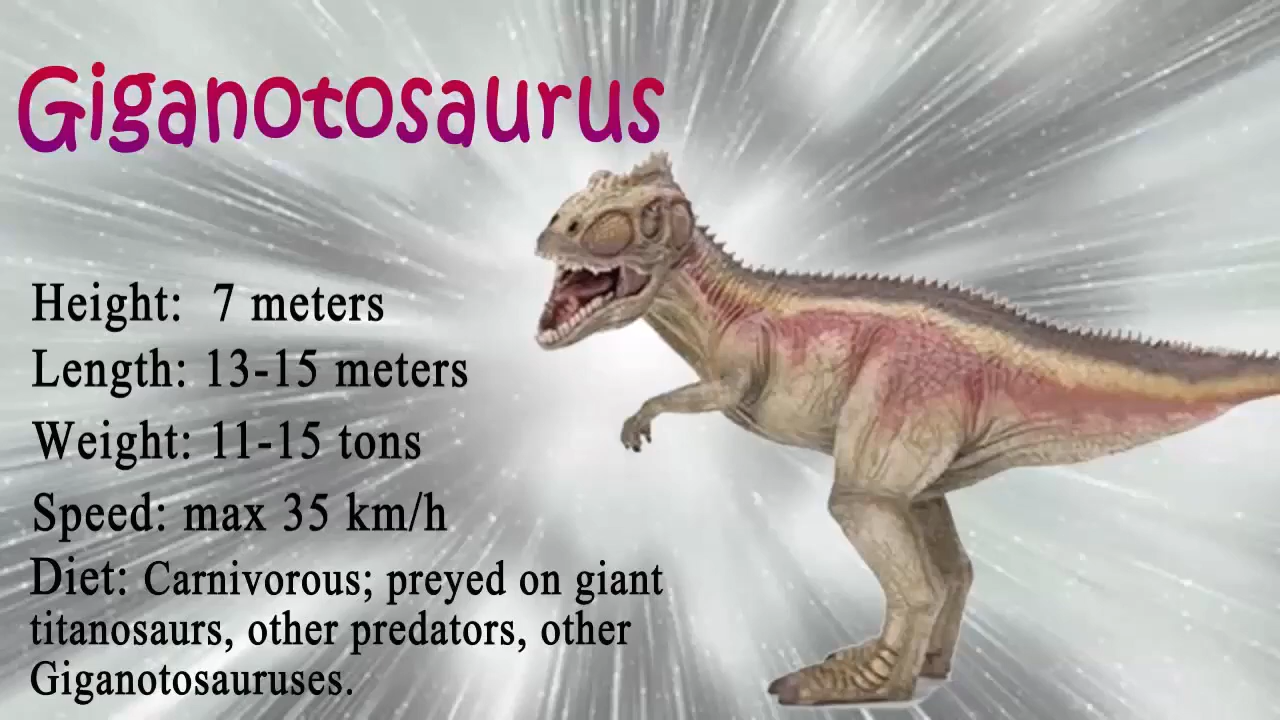 Giganotosaurus
Height: 7 meters
Length: 13-15 meters
Weight: 11-15 tons
Speed: max 35 km/h
Diet: Carnivorous; preyed on giant
titanosaurs, other predators, other
Giganotosauruses.